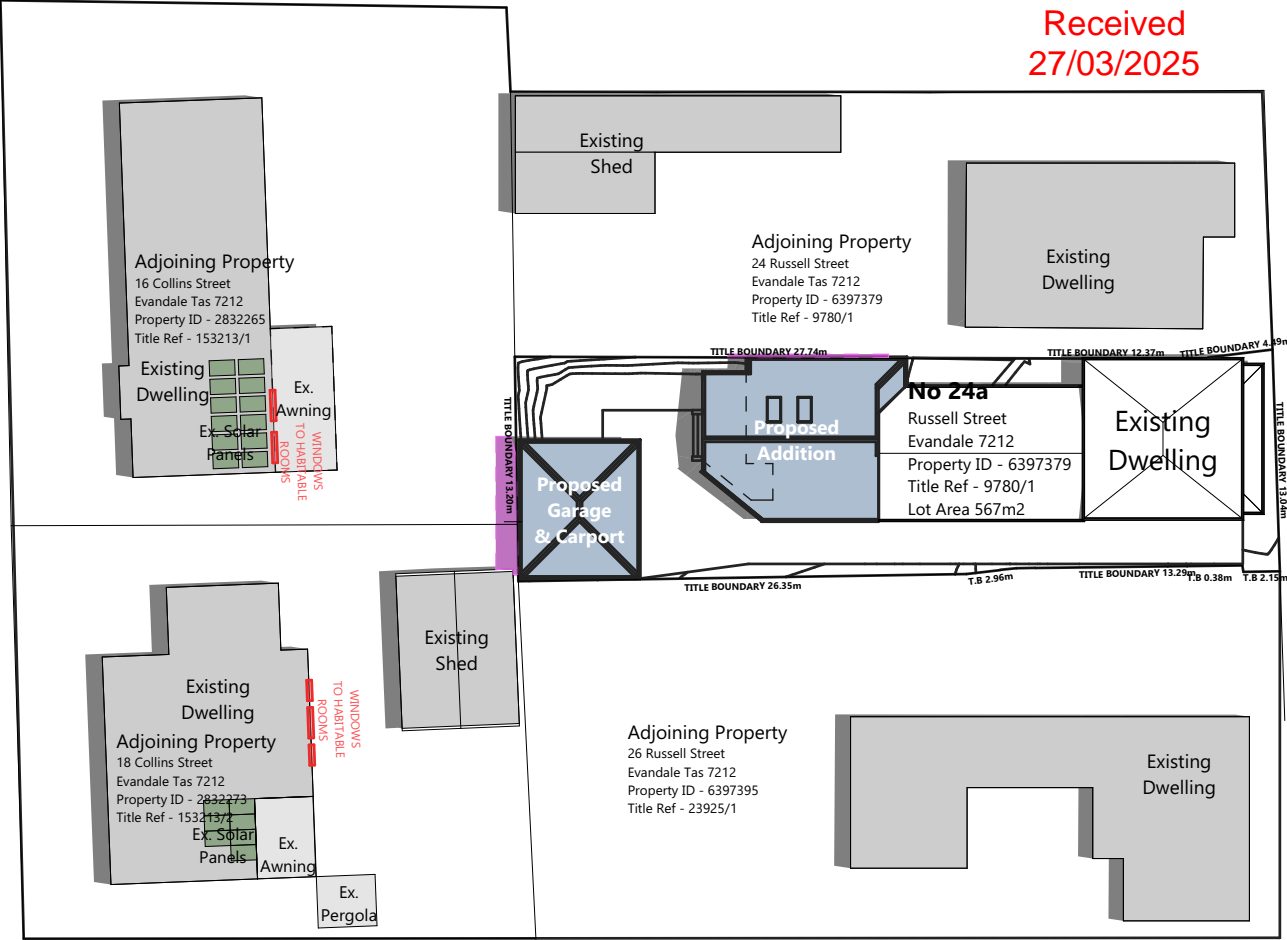 Received
27/03/2025
Existing
Shed
Adjoining Property
24 Russell Street
Evandale Tas 7212
Property ID - 6397379
Title Ref - 9780/1
Existing
Dwelling
Adjoining Property
16 Collins Street
Evandale Tas 7212
Property ID - 2832265
Title Ref - 153213/1
Existing
Dwelling
Ex.
Awning
Ex. Solar
Panels
WINDOWS
TO HABITABLE
ROOMS
TITLE BOUNDARY 27.74m
TITLE BOUNDARY 12.37m
TITLE BOUNDARY 4.49m
TITLE BOUNDARY 13.20m
TITLE BOUNDARY 13.04m
No 24a
Russell Street
Evandale 7212
Property ID - 6397379
Title Ref - 9780/1
Lot Area 567m2
Existing
Dwelling
Proposed
Addition
Proposed
Garage
& Carport
TITLE BOUNDARY 26.35m
T.B 2.96m
TITLE BOUNDARY 13.29m
T.B 0.38m
T.B 2.15m
Existing
Shed
Existing
Dwelling
WINDOWS
TO HABITABLE
ROOMS
Adjoining Property
18 Collins Street
Evandale Tas 7212
Property ID - 2832273
Title Ref - 153213/2
Ex. Solar
Panels
Ex.
Awning
Ex.
Pergola
Adjoining Property
26 Russell Street
Evandale Tas 7212
Property ID - 6397395
Title Ref - 23925/1
Existing
Dwelling